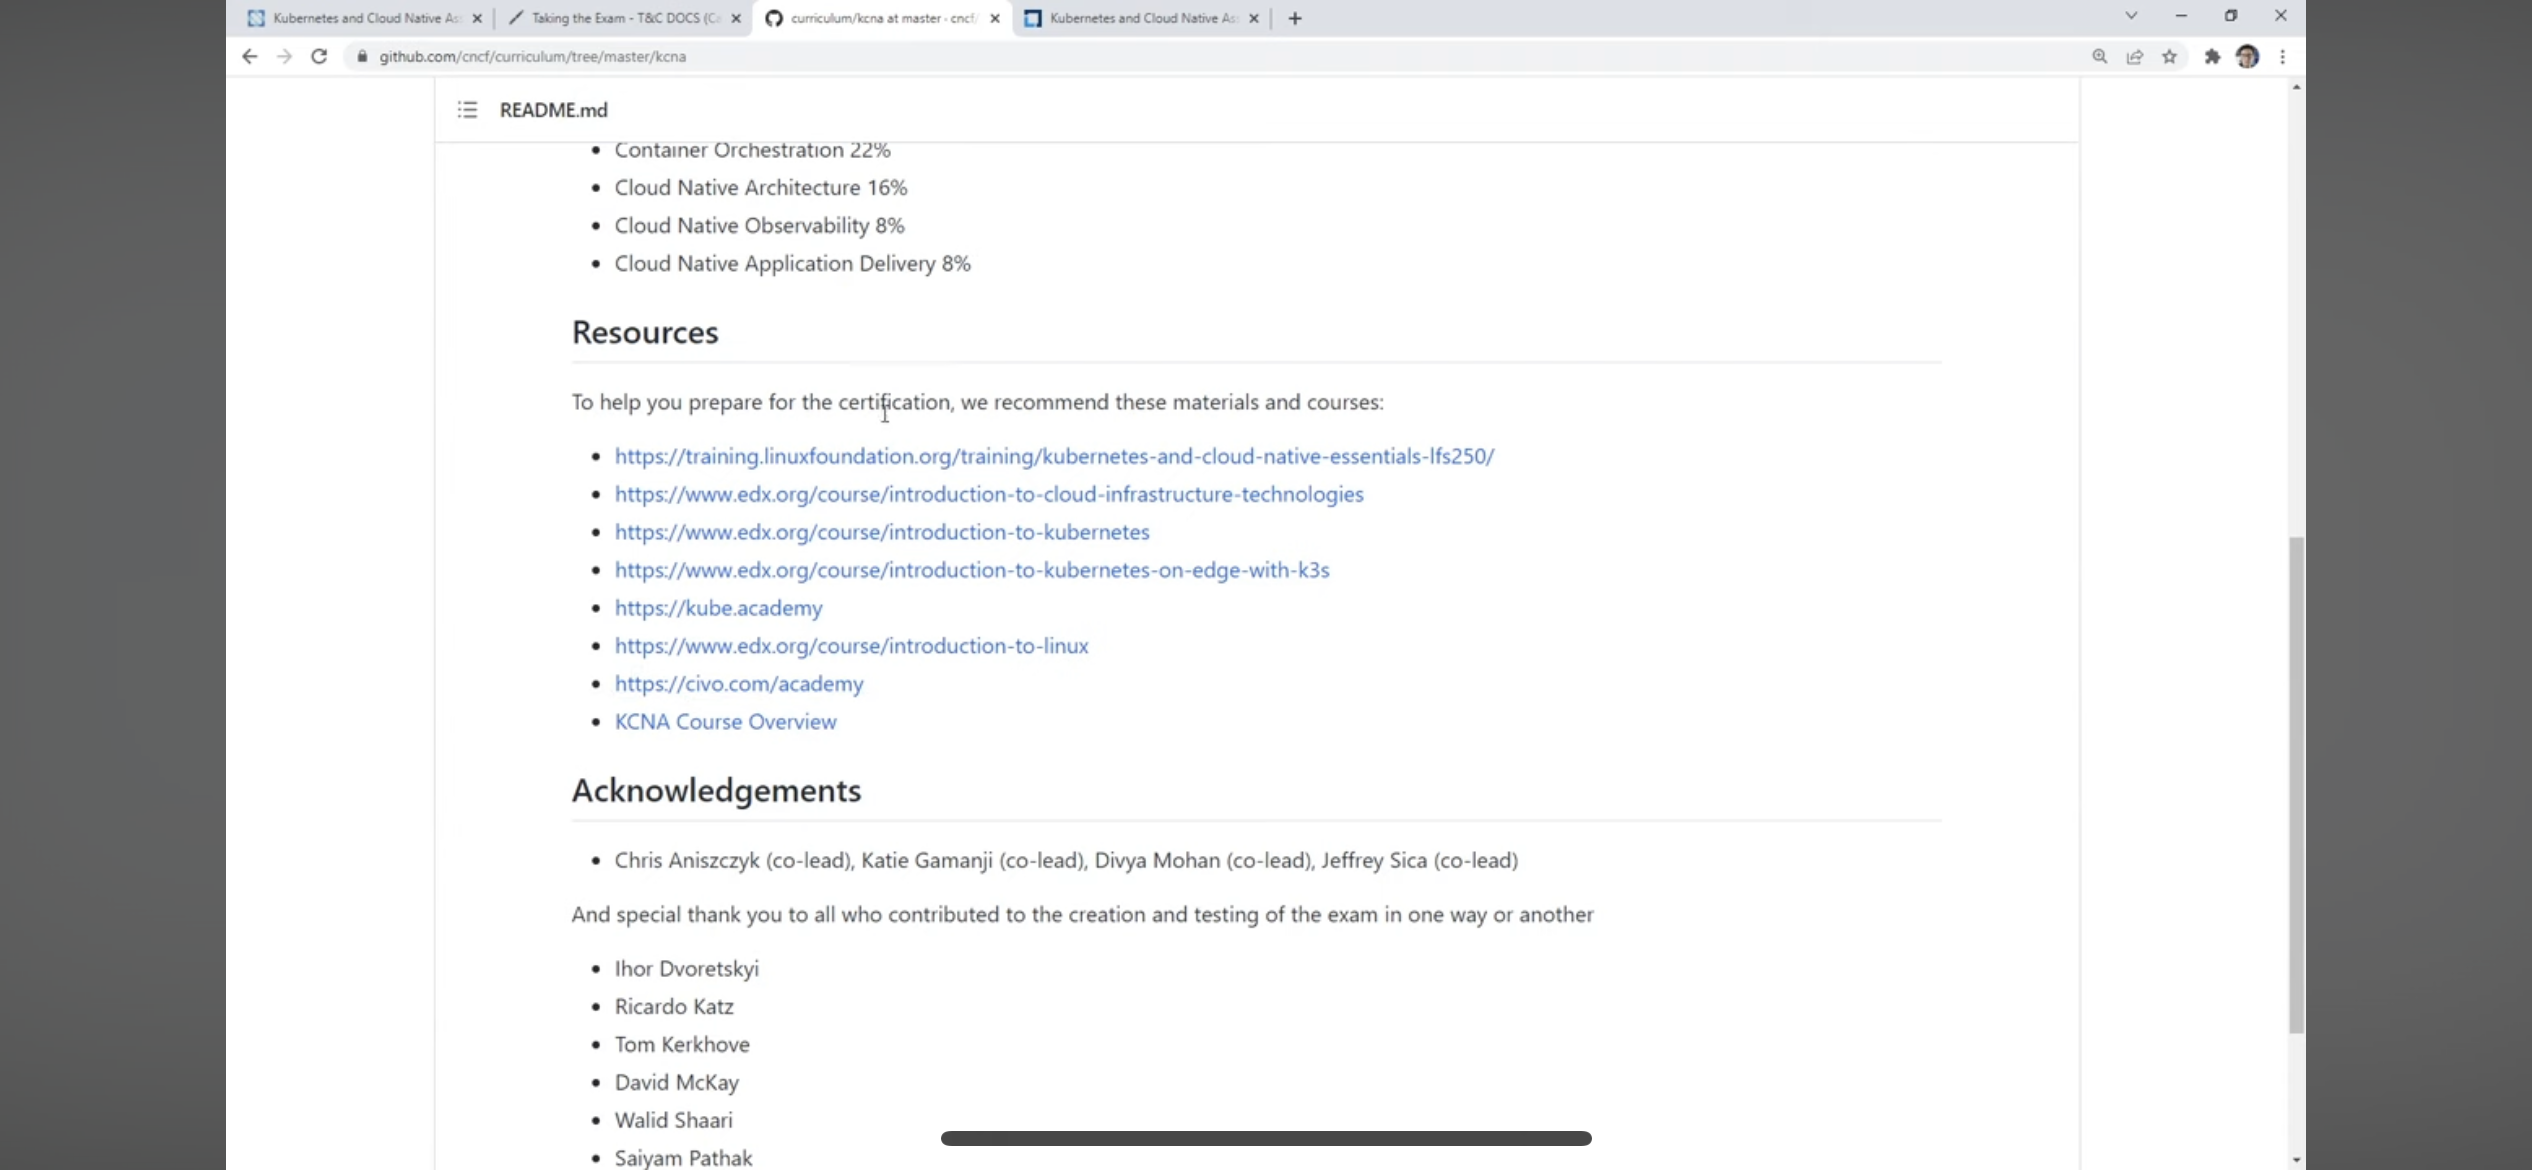 Kubernetes and Cloud Native As
Taking the Exam - T&C DOCS (Ca
curriculum/kcna at master · cncf/
Kubernetes and Cloud Native As
github.com/cncf/curriculum/tree/master/kcna
README.md
• Container Orchestration 22%
• Cloud Native Architecture 16%
• Cloud Native Observability 8%
• Cloud Native Application Delivery 8%
Resources
To help you prepare for the certification, we recommend these materials and courses:
• https://training.linuxfoundation.org/training/kubernetes-and-cloud-native-essentials-lfs250/
• https://www.edx.org/course/introduction-to-cloud-infrastructure-technologies
• https://www.edx.org/course/introduction-to-kubernetes
• https://www.edx.org/course/introduction-to-kubernetes-on-edge-with-k3s
• https://kube.academy
• https://www.edx.org/course/introduction-to-linux
• https://civo.com/academy
• KCNA Course Overview
Acknowledgements
• Chris Aniszczyk (co-lead), Katie Gamanji (co-lead), Divya Mohan (co-lead), Jeffrey Sica (co-lead)
And special thank you to all who contributed to the creation and testing of the exam in one way or another
• Ihor Dvoretskyi
• Ricardo Katz
• Tom Kerkhove
• David McKay
• Walid Shaari
• Saiyam Pathak